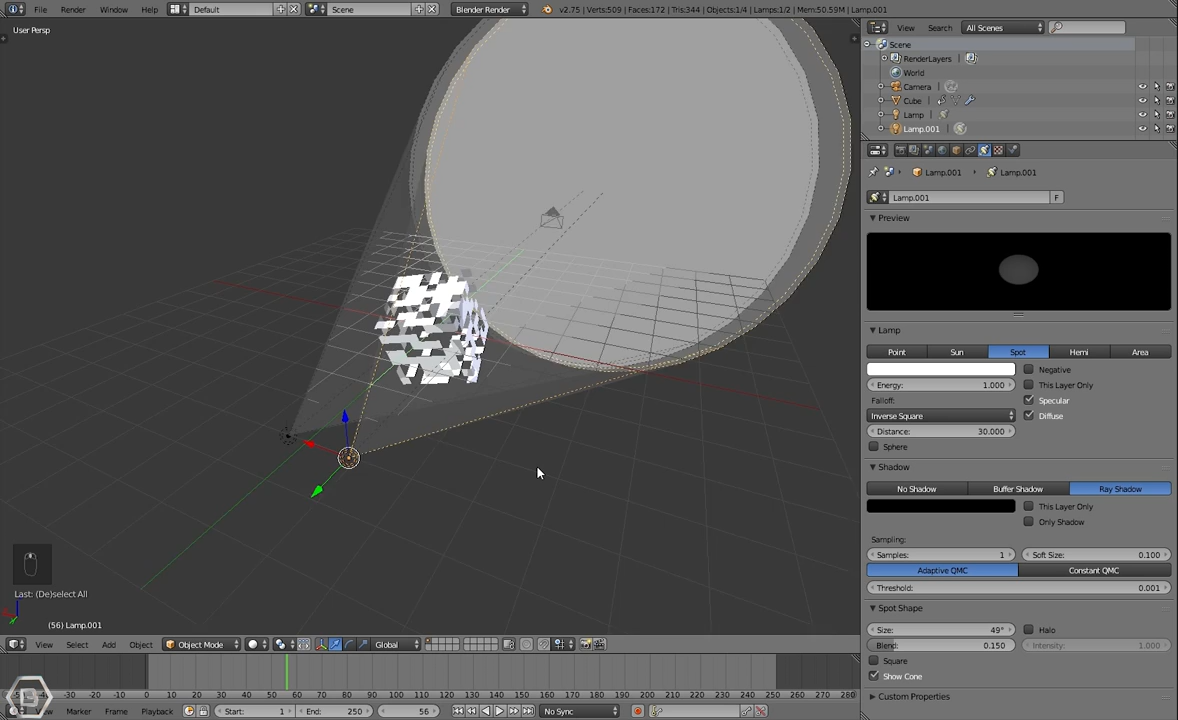 File Render Window Help Default Scene Blender Render v2.75 | Verts:509 | Faces:172 | Tris:344 | Objects:1/4 | Lamps:1/2 | Mem:50.59M | Lamp.001
User Persp
View Search All Scenes
Scene
RenderLayers
World
Camera
Cube
Lamp
Lamp.001
Lamp.001 Lamp.001
Lamp.001 F
Preview
Lamp
Point Sun Spot Hemi Area
Negative
Energy: 1.000 This Layer Only
Falloff: Specular
Inverse Square Diffuse
Distance: 30.000
Sphere
Shadow
No Shadow Buffer Shadow Ray Shadow
This Layer Only
Only Shadow
Sampling:
Samples: 1 Soft Size: 0.100
Adaptive QMC Constant QMC
Threshold: 0.001
Spot Shape
Size: 49° Halo
Blend: 0.150 Intensity: 1.000
Square
Show Cone
Custom Properties
Last: (De)select All
(56) Lamp.001
View Select Add Object Object Mode Global
-30 -20 -10 0 10 20 30 40 50 60 70 80 90 100 110 120 130 140 150 160 170 180 190 200 210 220 230 240 250 260 270 280
Marker Frame Playback Start: 1 End: 250 56 No Sync